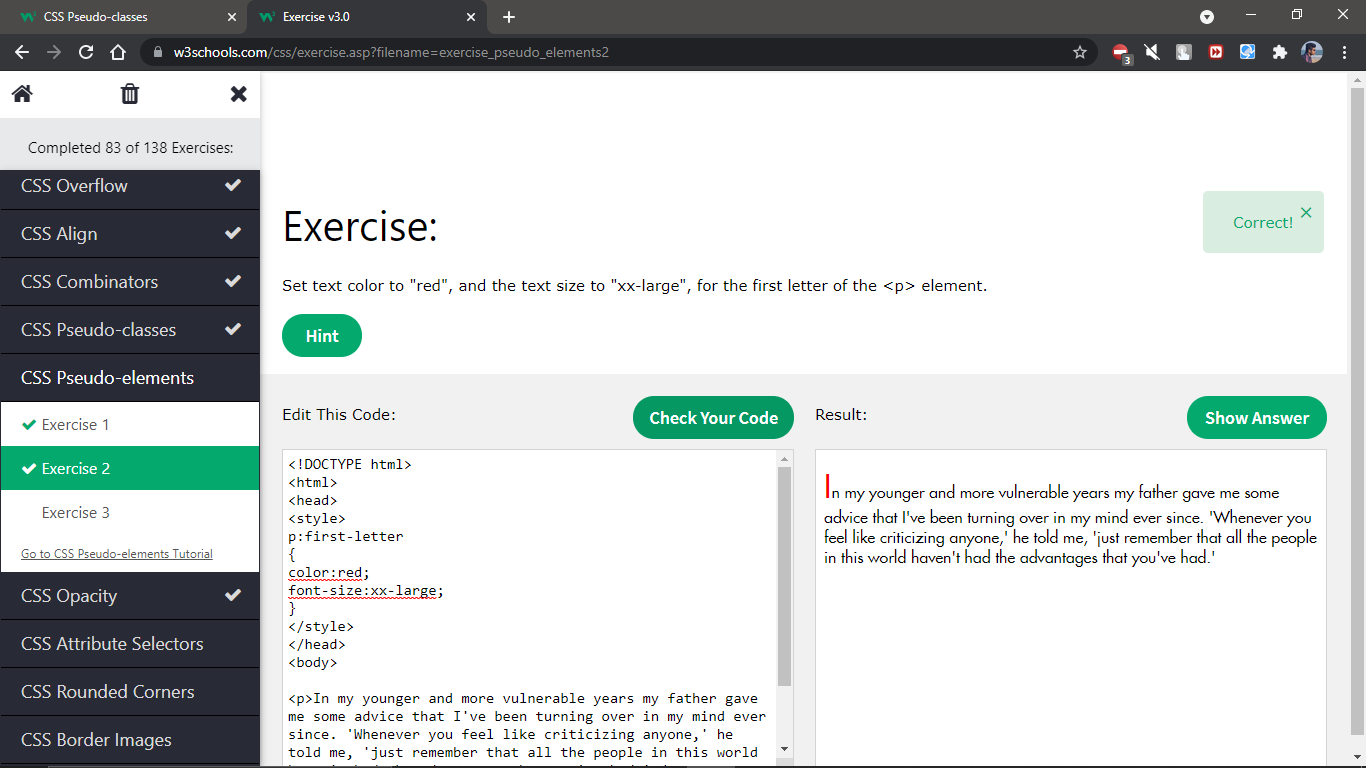 CSS Pseudo-classes
Exercise v3.0
w3schools.com/css/exercise.asp?filename=exercise_pseudo_elements2
3
Completed 83 of 138 Exercises:
CSS Overflow
CSS Align
CSS Combinators
CSS Pseudo-classes
CSS Pseudo-elements
Exercise 1
Exercise 2
Exercise 3
Go to CSS Pseudo-elements Tutorial
CSS Opacity
CSS Attribute Selectors
CSS Rounded Corners
CSS Border Images
Exercise:
Correct!
Set text color to "red", and the text size to "xx-large", for the first letter of the <p> element.
Hint
Edit This Code:
Check Your Code
<!DOCTYPE html>
<html>
<head>
<style>
p:first-letter
{
color:red;
font-size:xx-large;
}
</style>
</head>
<body>
<p>In my younger and more vulnerable years my father gave
me some advice that I've been turning over in my mind ever
since. 'Whenever you feel like criticizing anyone,' he
told me, 'just remember that all the people in this world
Result:
Show Answer
In my younger and more vulnerable years my father gave me some
advice that I've been turning over in my mind ever since. 'Whenever you
feel like criticizing anyone,' he told me, 'just remember that all the people
in this world haven't had the advantages that you've had.'